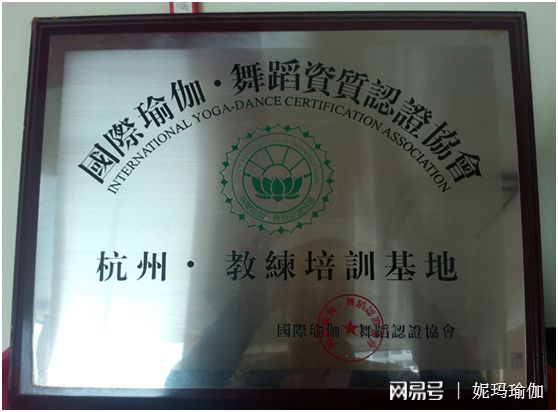 國際瑜伽·舞蹈資質認證協會
INTERNATIONAL YOGA-DANCE CERTIFICATION ASSOCIATION
杭州·教練培訓基地
國際瑜伽 舞蹈認證協會
网易号 | 妮玛瑜伽